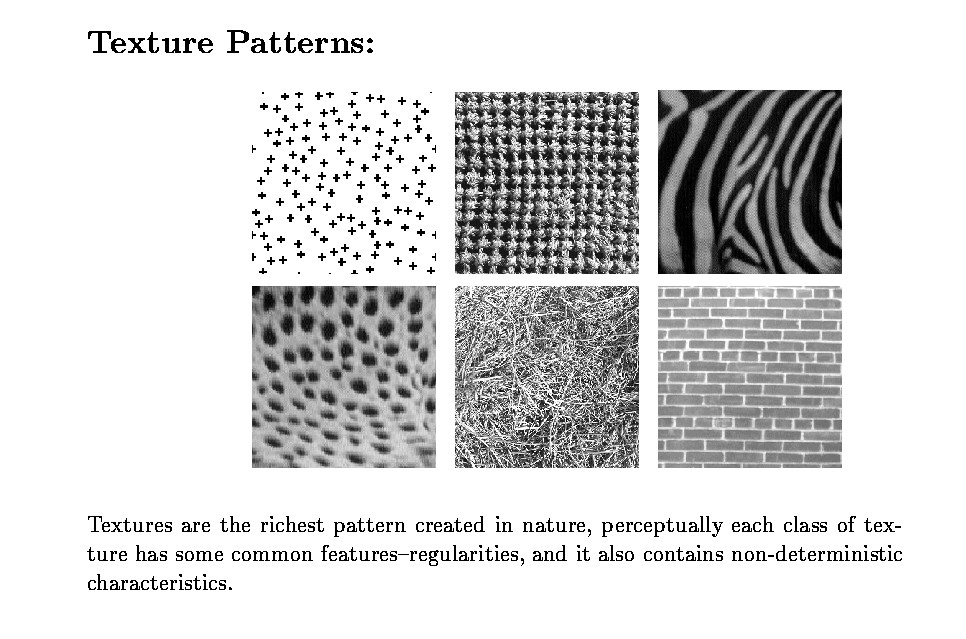 Texture Patterns:
Textures are the richest pattern created in nature, perceptually each class of tex-
ture has some common features–regularities, and it also contains non-deterministic
characteristics.